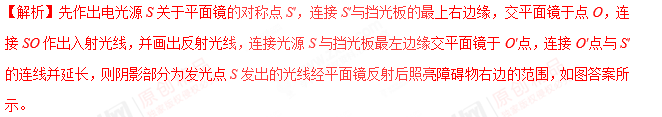 【解析】先作出电光源 S 关于平面镜的对称点 S′，连接 S′与挡光板的最上右边缘，交平面镜于点 O，连
接 SO 作出入射光线，并画出反射光线，连接光源 S 与挡光板最左边缘交平面镜于 O′点，连接 O′点与 S′
的连线并延长，则阴影部分为发光点 S 发出的光线经平面镜反射后照亮障碍物右边的范围，如图答案所
示。